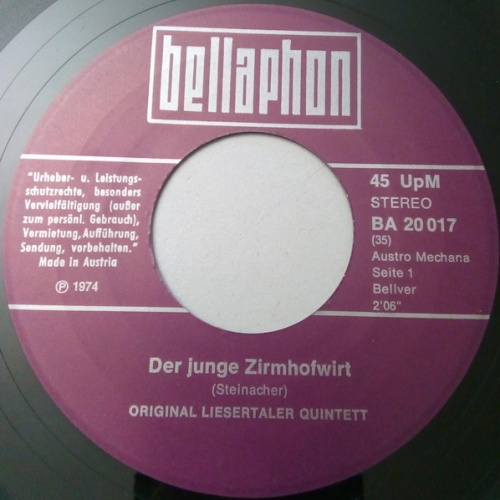 bellaphon
"Urheber- u. Leistungs-
schutzrechte, besonders
Vervielfältigung (außer
zum persönl. Gebrauch),
Vermietung, Aufführung,
Sendung, vorbehalten."
Made in Austria
Ⓟ 1974
45 UpM
STEREO
BA 20 017
(35)
Austro Mechana
Seite 1
Bellver
2'06"
Der junge Zirmhofwirt
(Steinacher)
ORIGINAL LIESERTALER QUINTETT